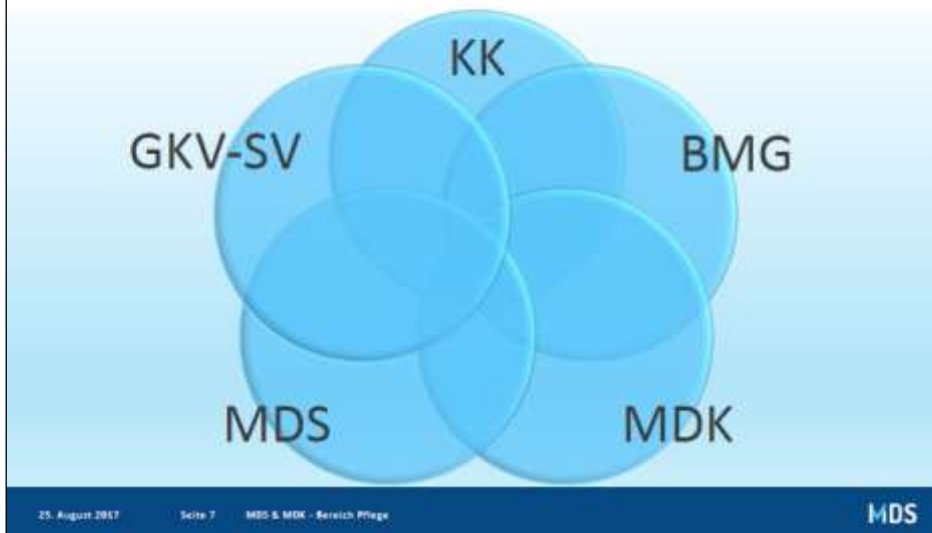 KK
GKV-SV
BMG
MDS
MDK
25. August 2017 Seite 7 MDS & MDK - Bereich Pflege
MDS